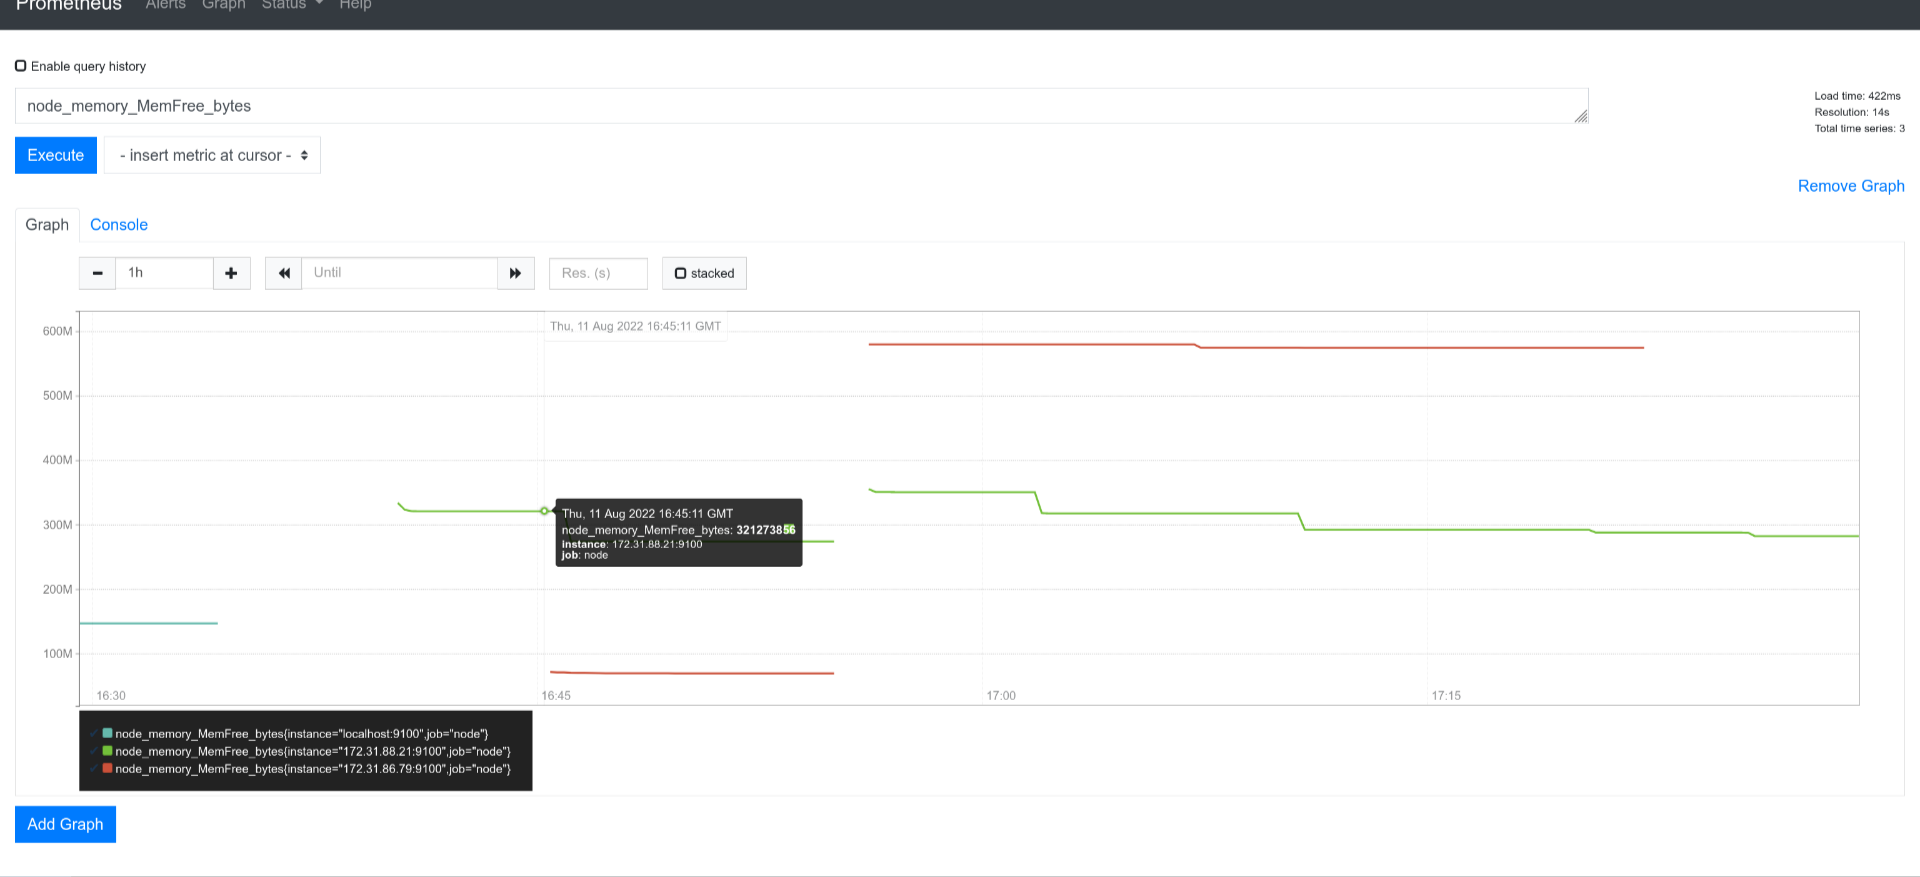 Prometheus Alerts Graph Status Help
Enable query history
node_memory_MemFree_bytes
Load time: 422ms
Resolution: 14s
Total time series: 3
Execute - insert metric at cursor -
Remove Graph
Graph Console
1h Until Res. (s) stacked
Thu, 11 Aug 2022 16:45:11 GMT
600M
500M
400M
300M
200M
100M
Thu, 11 Aug 2022 16:45:11 GMT
node_memory_MemFree_bytes: 321273856
instance: 172.31.88.21:9100
job: node
16:30 16:45 17:00 17:15
node_memory_MemFree_bytes{instance="localhost:9100",job="node"}
node_memory_MemFree_bytes{instance="172.31.88.21:9100",job="node"}
node_memory_MemFree_bytes{instance="172.31.86.79:9100",job="node"}
Add Graph